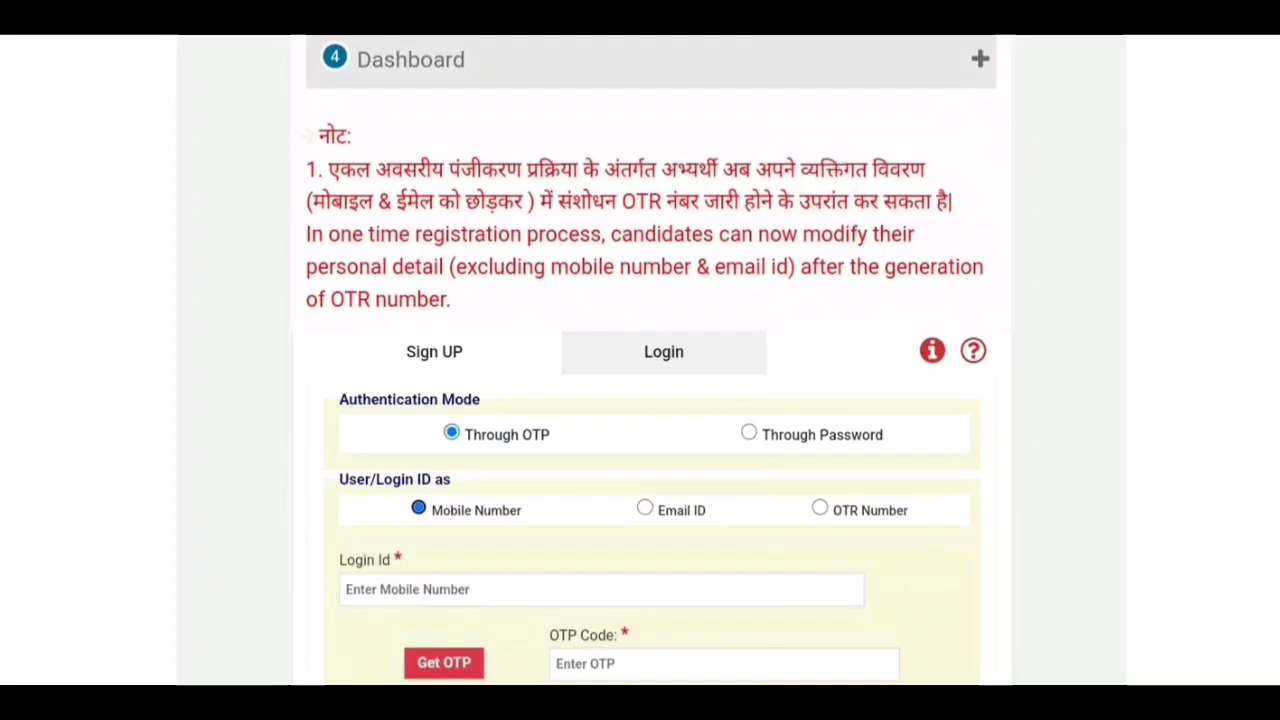 4 Dashboard
नोट:
1. एकल अवसरीय पंजीकरण प्रक्रिया के अंतर्गत अभ्यर्थी अब अपने व्यक्तिगत विवरण
(मोबाइल & ईमेल को छोड़कर ) में संशोधन OTR नंबर जारी होने के उपरांत कर सकता है|
In one time registration process, candidates can now modify their
personal detail (excluding mobile number & email id) after the generation
of OTR number.
Sign UP Login
Authentication Mode
Through OTP Through Password
User/Login ID as
Mobile Number Email ID OTR Number
Login Id *
Enter Mobile Number
OTP Code: *
Get OTP Enter OTP